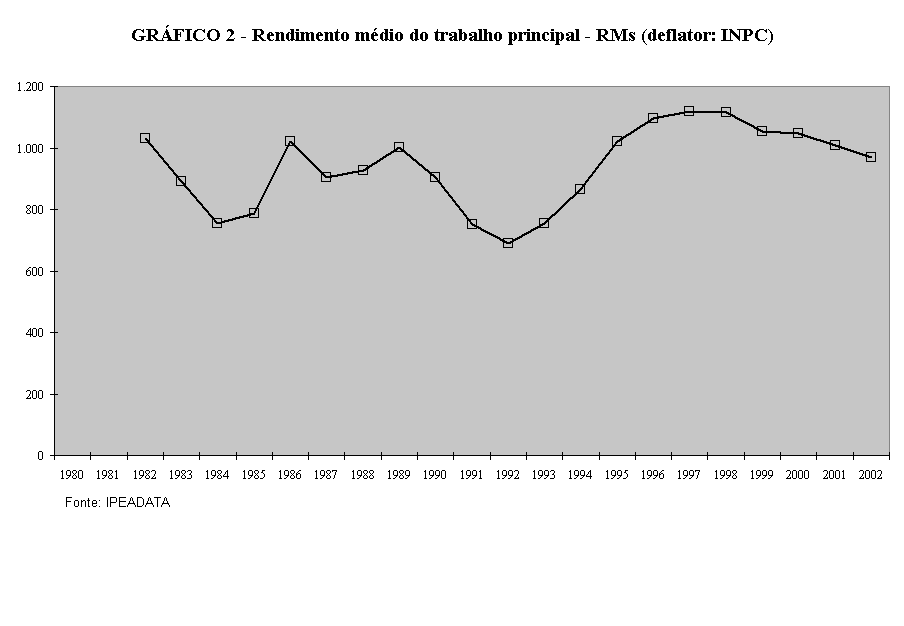 GRÁFICO 2 - Rendimento médio do trabalho principal - RMs (deflator: INPC)
1.200
1.000
800
600
400
200
0
1980 1981 1982 1983 1984 1985 1986 1987 1988 1989 1990 1991 1992 1993 1994 1995 1996 1997 1998 1999 2000 2001 2002
Fonte: IPEADATA